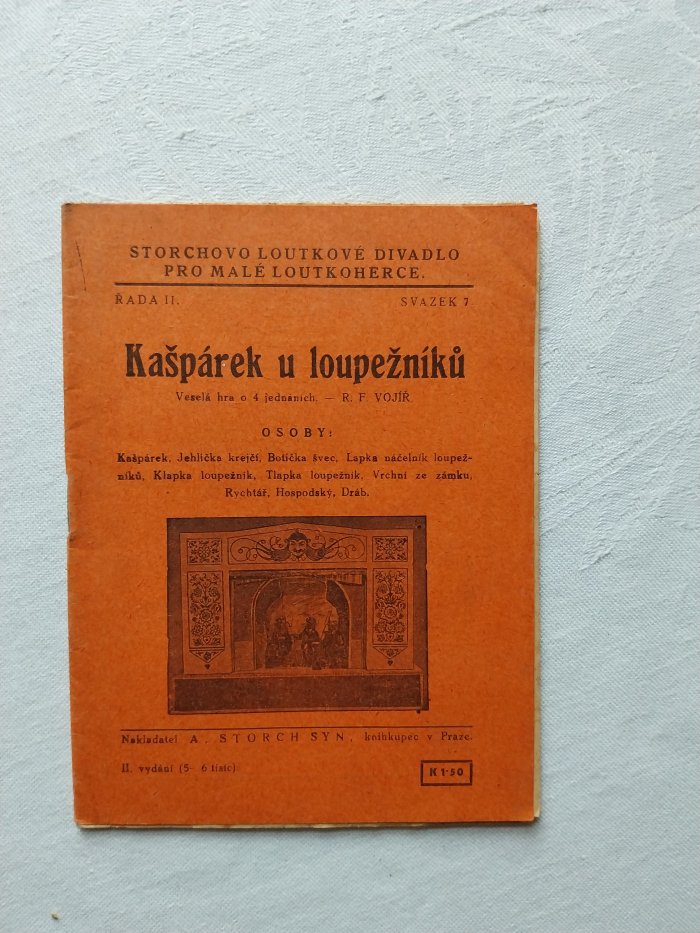 STORCHOVO LOUTKOVÉ DIVADLO
PRO MALÉ LOUTKOHERCE.
ŘADA II.
SVAZEK 7
Kašpárek u loupežníků
Veselá hra o 4 jednáních. — R. F. VOJÍŘ
OSOBY:
Kašpárek, Jehlička krejčí, Botička švec, Lapka náčelník loupež-
níků, Klapka loupežník, Tlapka loupežník, Vrchní ze zámku,
Rychtář, Hospodský, Dráb.
Nakladatel A. STORCH SYN, knihkupec v Praze.
II. vydání (5— 6 tisíc)
K 1·50